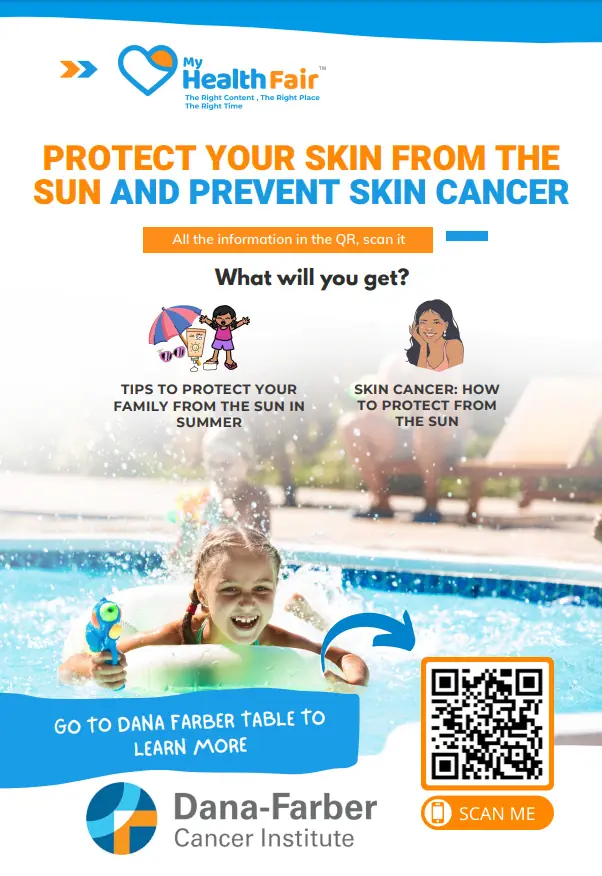 My
HealthFair™
The Right Content , The Right Place
The Right Time
PROTECT YOUR SKIN FROM THE
SUN AND PREVENT SKIN CANCER
All the information in the QR, scan it
What will you get?
TIPS TO PROTECT YOUR
FAMILY FROM THE SUN IN
SUMMER
SKIN CANCER: HOW
TO PROTECT FROM
THE SUN
GO TO DANA FARBER TABLE TO
LEARN MORE
SCAN ME
Dana-Farber
Cancer Institute